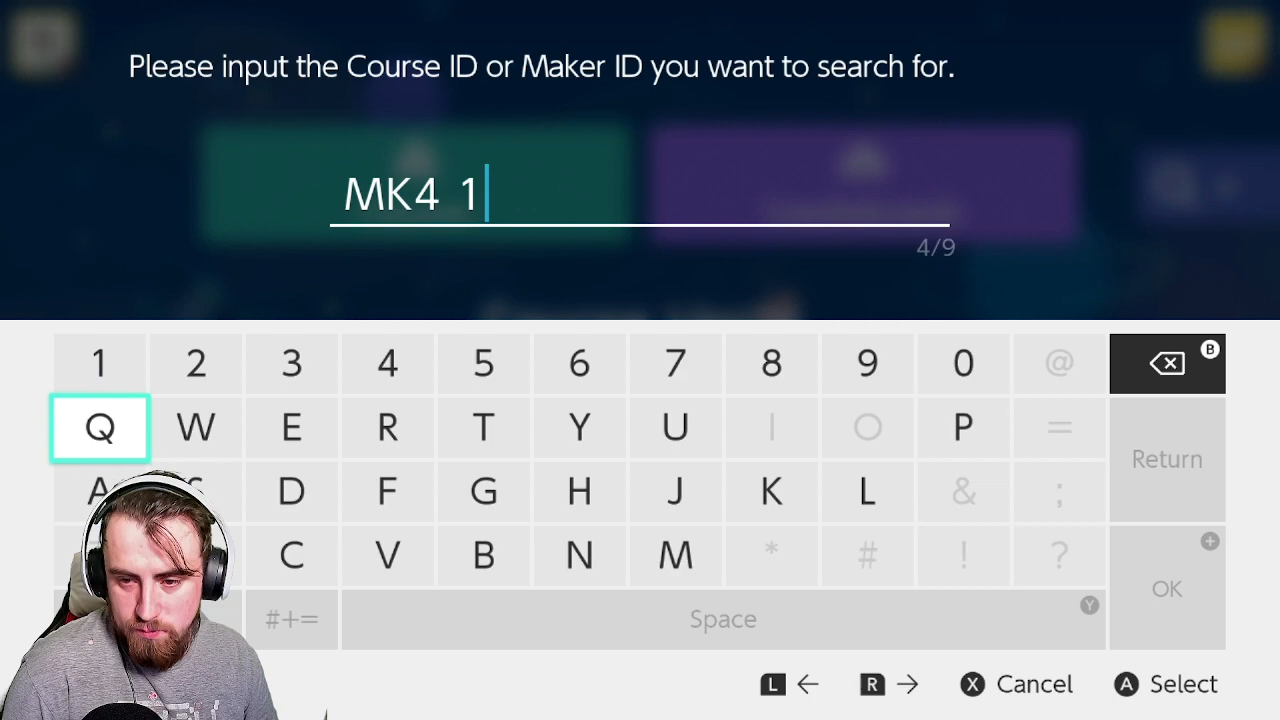 Please input the Course ID or Maker ID you want to search for.
MK4 1
4/9
1 2 3 4 5 6 7 8 9 0 @ B
Q W E R T Y U I O P =
Return
A S D F G H J K L & ;
C V B N M * # ! ? +
OK
#+= Space Y
L ← R → X Cancel A Select